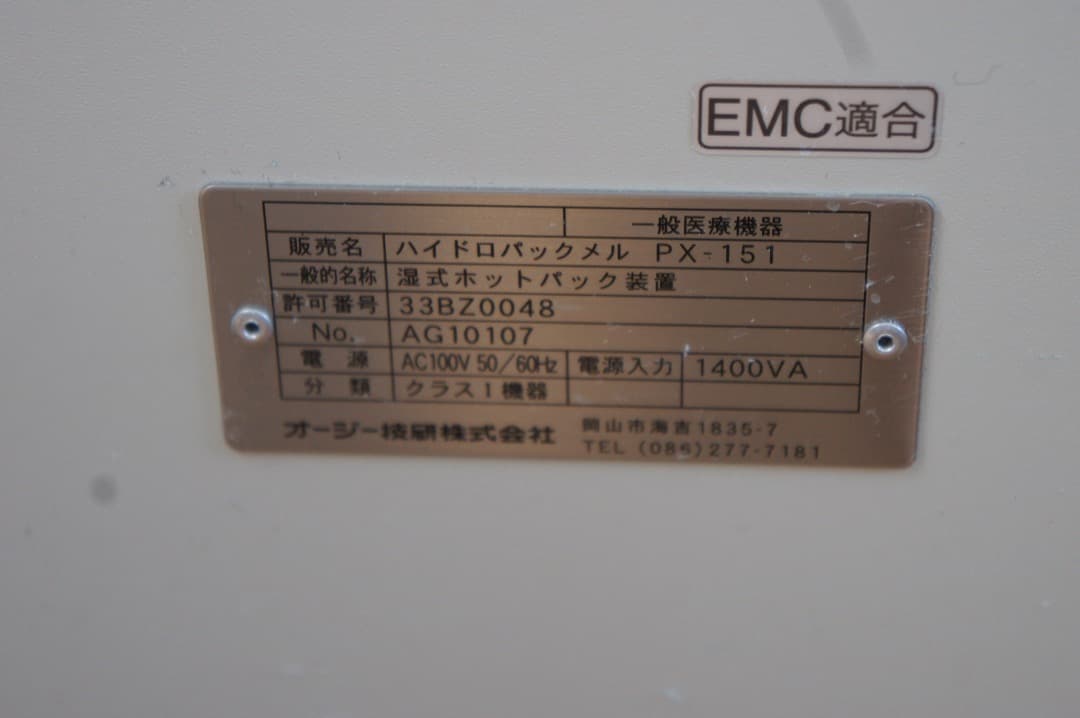 EMC適合
一般医療機器
販売名 ハイドロパックメル PX-151
一般的名称 湿式ホットパック装置
許可番号 33BZ0048
No. AG10107
電源 AC100V 50/60Hz 電源入力 1400VA
分類 クラスI機器
オージー技研株式会社 岡山市海吉1835-7
TEL (086)277-7181